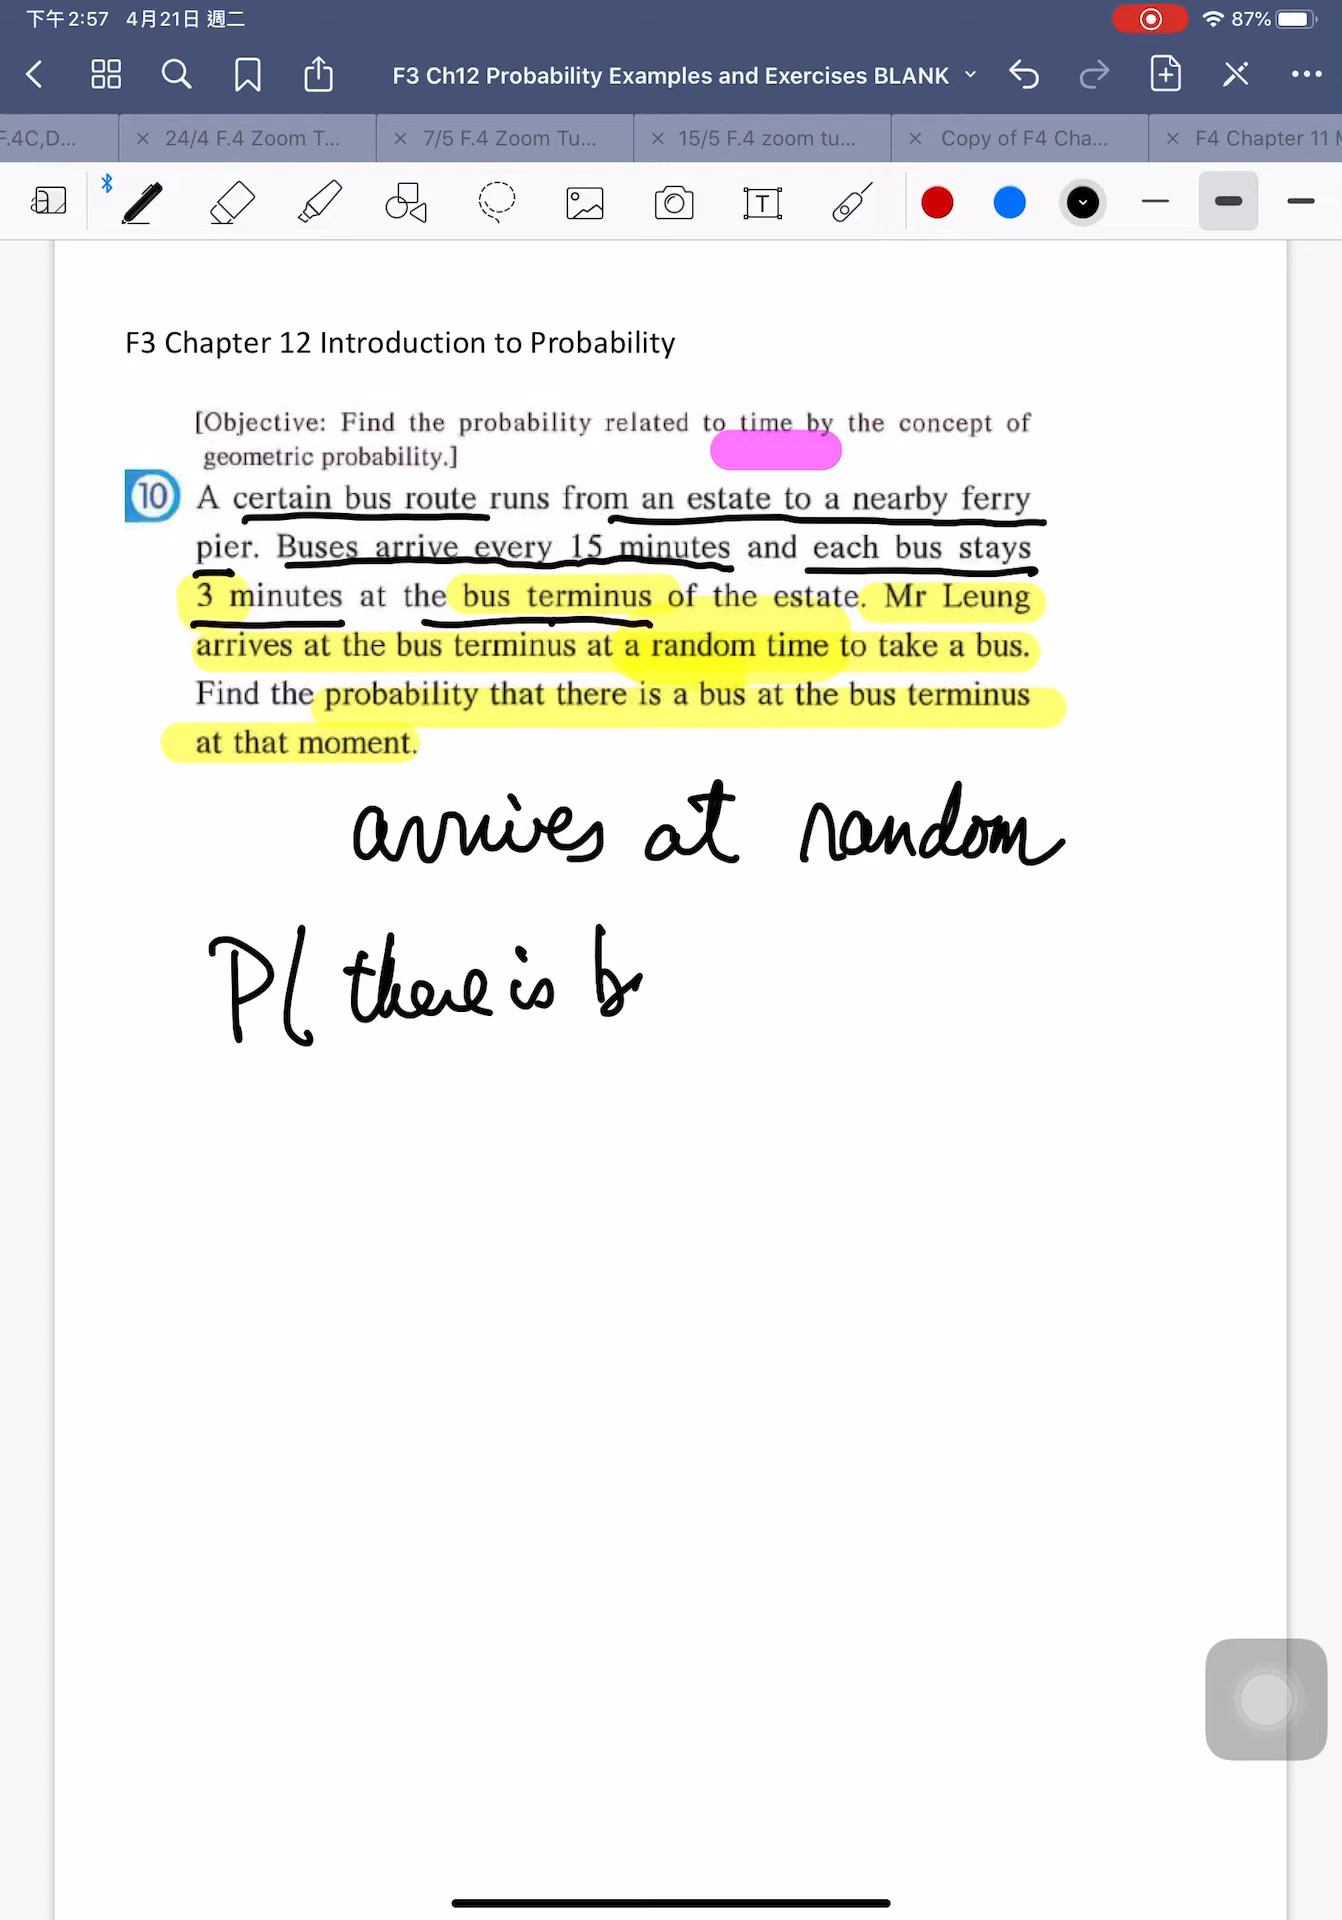 下午2:57 4月21日 週二 87%
F3 Ch12 Probability Examples and Exercises BLANK
F.4C,D... × 24/4 F.4 Zoom T... × 7/5 F.4 Zoom Tu... × 15/5 F.4 zoom tu... × Copy of F4 Cha... × F4 Chapter 11 M
F3 Chapter 12 Introduction to Probability
[Objective: Find the probability related to time by the concept of
geometric probability.]
10 A certain bus route runs from an estate to a nearby ferry
pier. Buses arrive every 15 minutes and each bus stays
3 minutes at the bus terminus of the estate. Mr Leung
arrives at the bus terminus at a random time to take a bus.
Find the probability that there is a bus at the bus terminus
at that moment.
arrives at random
P( there is bu